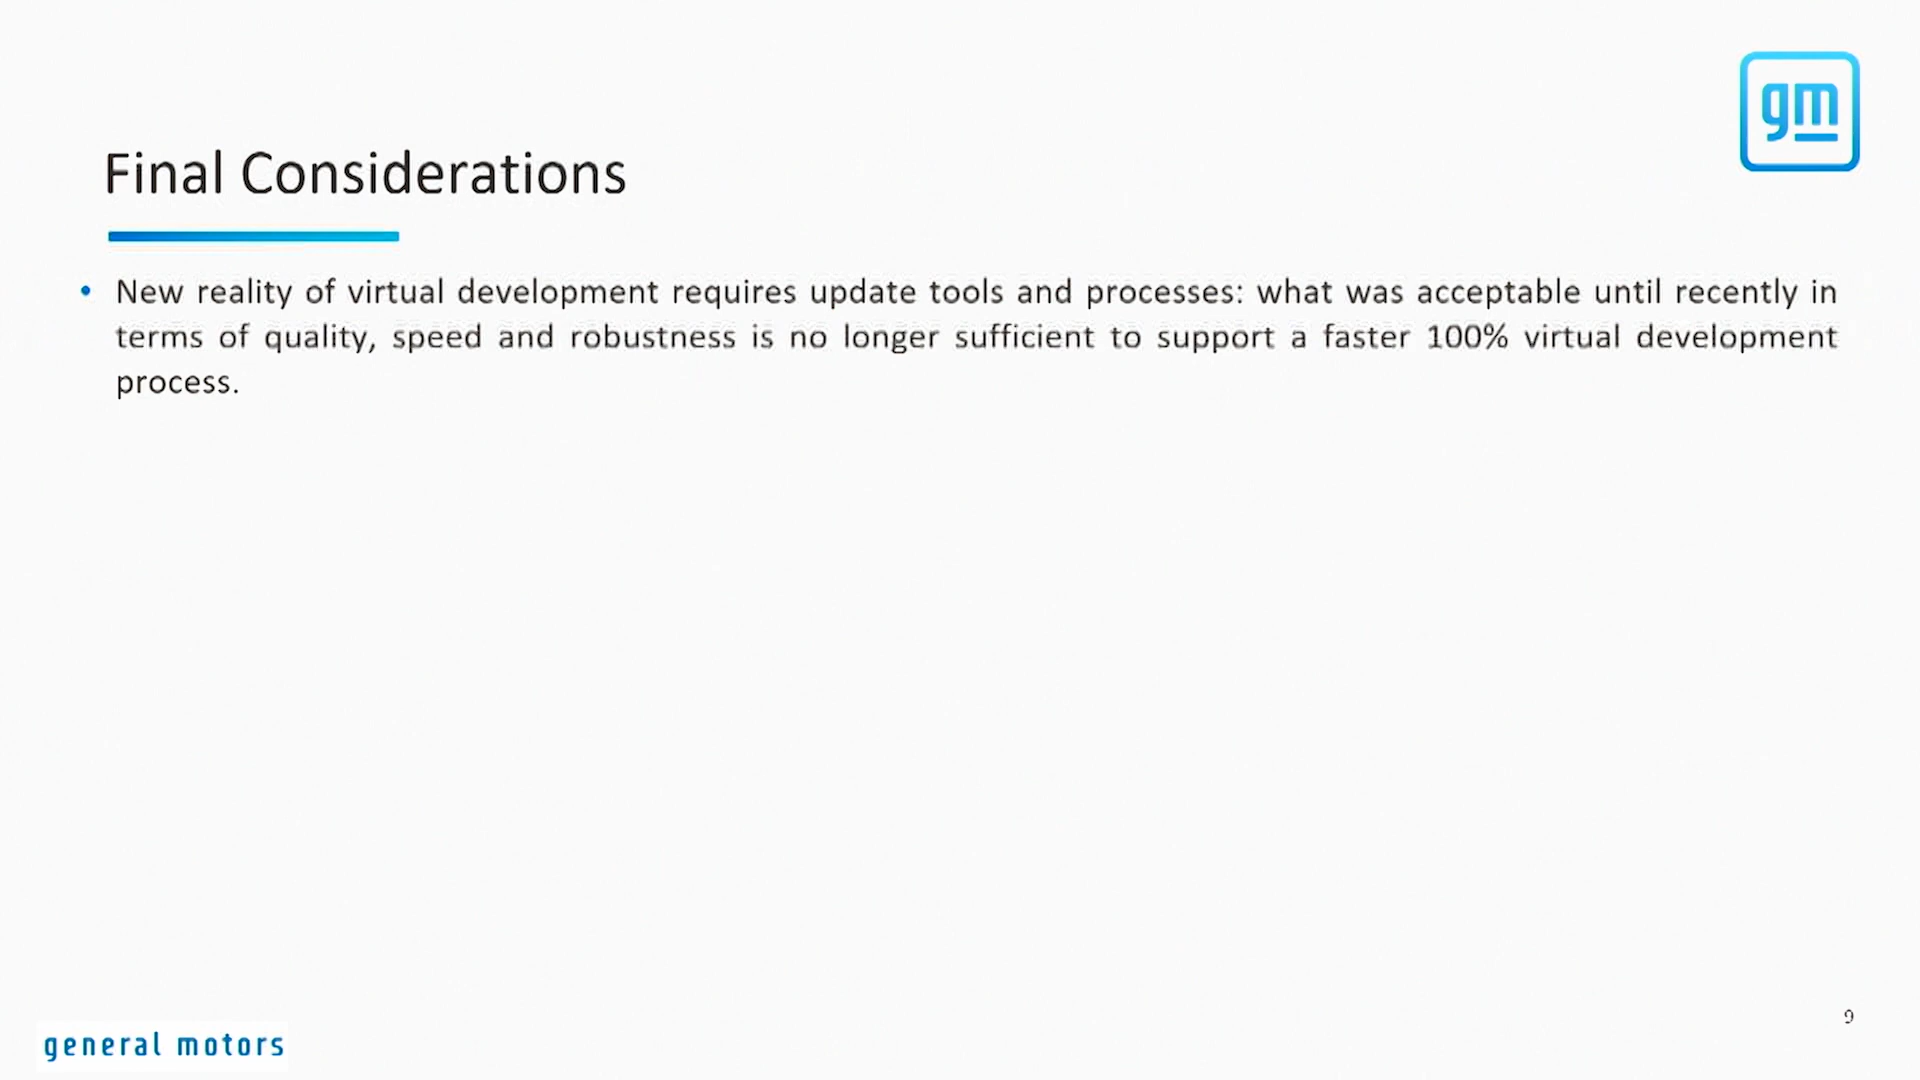 gm
Final Considerations
• New reality of virtual development requires update tools and processes: what was acceptable until recently in
terms of quality, speed and robustness is no longer sufficient to support a faster 100% virtual development
process.
9
general motors